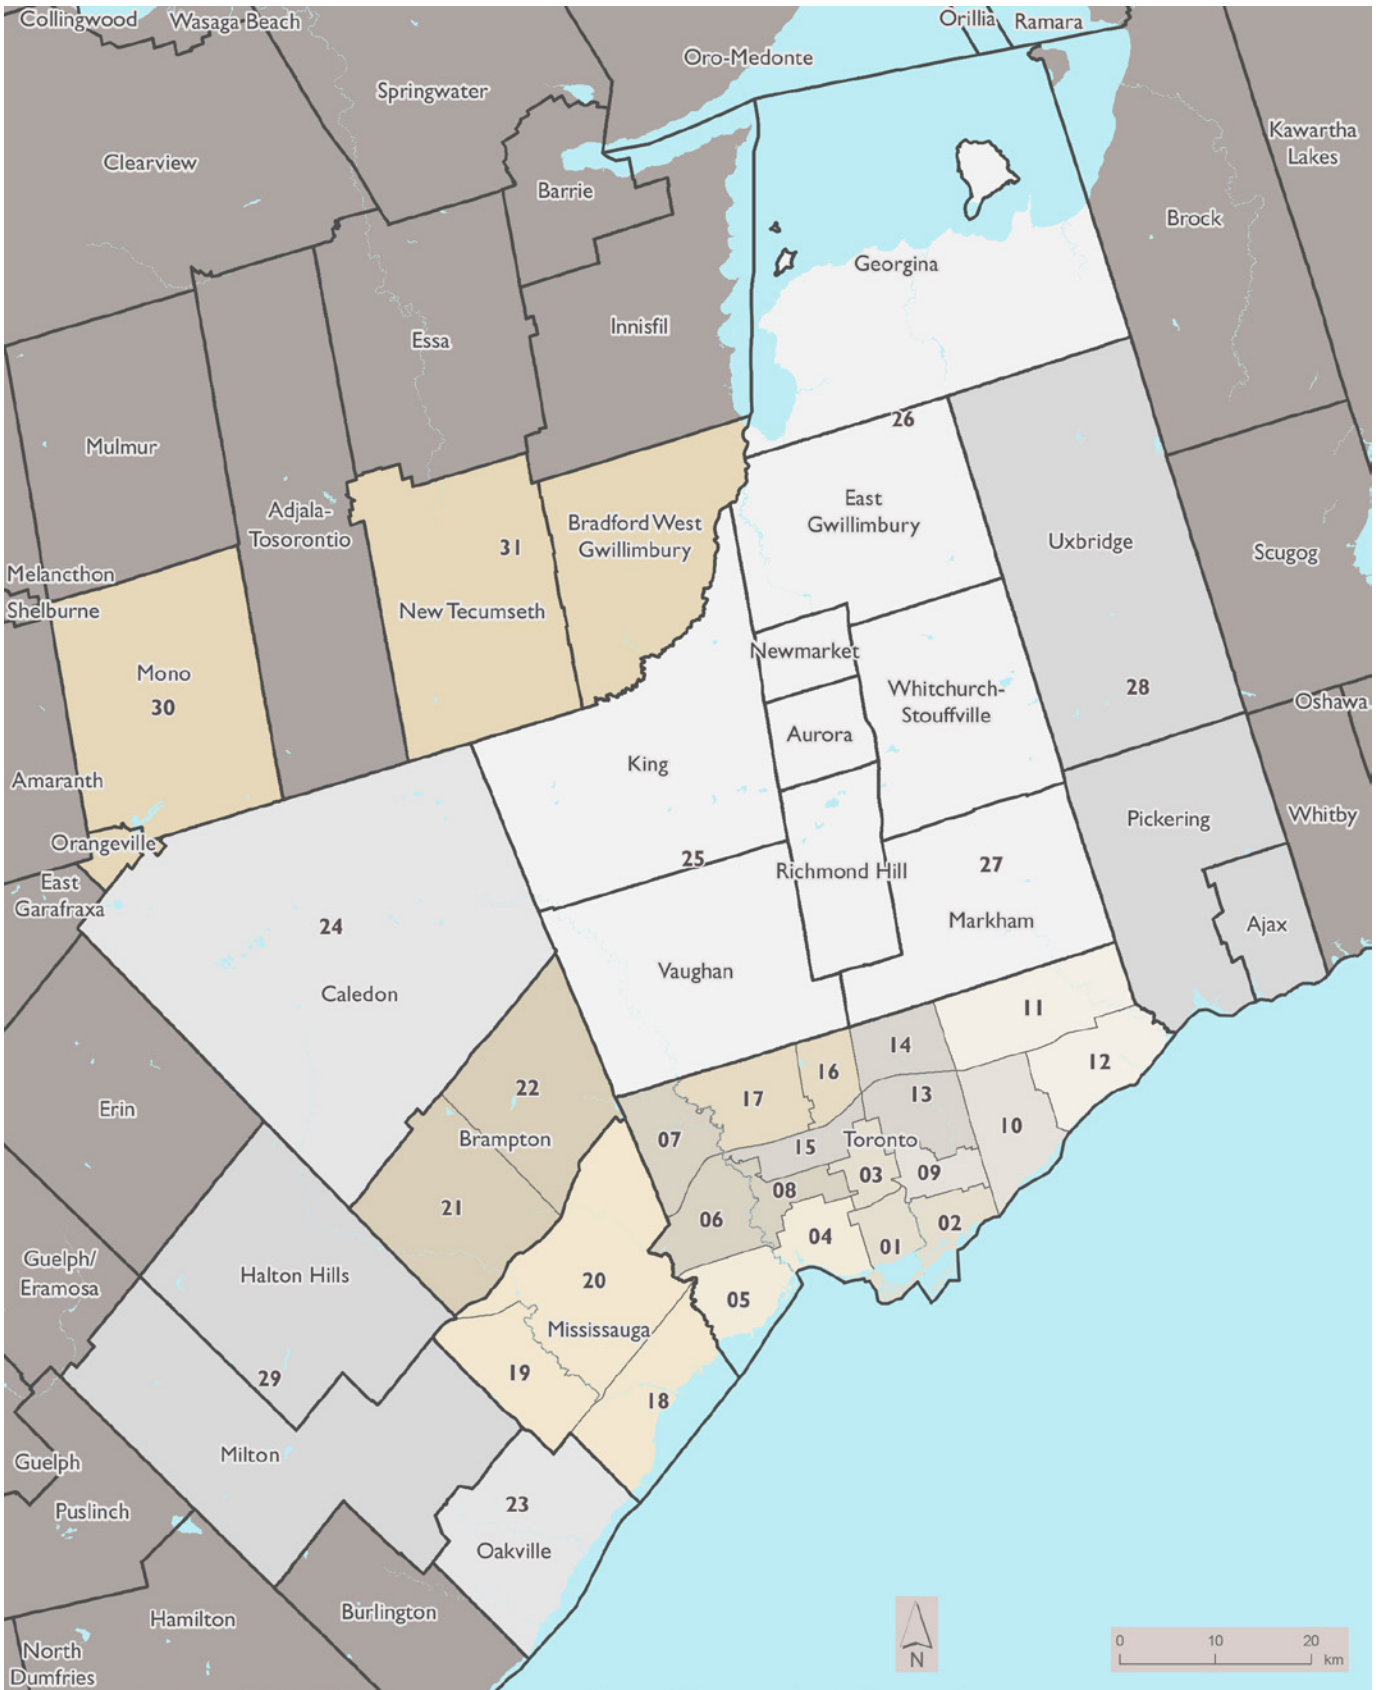 Collingwood
Wasaga Beach
Orillia
Ramara
Oro-Medonte
Springwater
Kawartha
Lakes
Clearview
Barrie
Brock
Georgina
Innisfil
Essa
26
Mulmur
East
Gwillimbury
Adjala-
Tosorontio
Bradford West
Gwillimbury
31
Uxbridge
Scugog
Melancthon
Shelburne
New Tecumseth
Newmarket
Mono
30
Whitchurch-
Stouffville
28
Oshawa
Aurora
King
Amaranth
Pickering
Whitby
Orangeville
25
Richmond Hill
27
East
Garafraxa
Markham
Ajax
24
Vaughan
Caledon
11
14
12
16
22
17
13
Erin
10
Brampton
07
15
Toronto
03
09
08
21
06
02
04
01
Guelph/
Eramosa
Halton Hills
20
05
Mississauga
19
29
18
Milton
Guelph
23
Puslinch
Oakville
Burlington
Hamilton
North
Dumfries
N
0 10 20
km